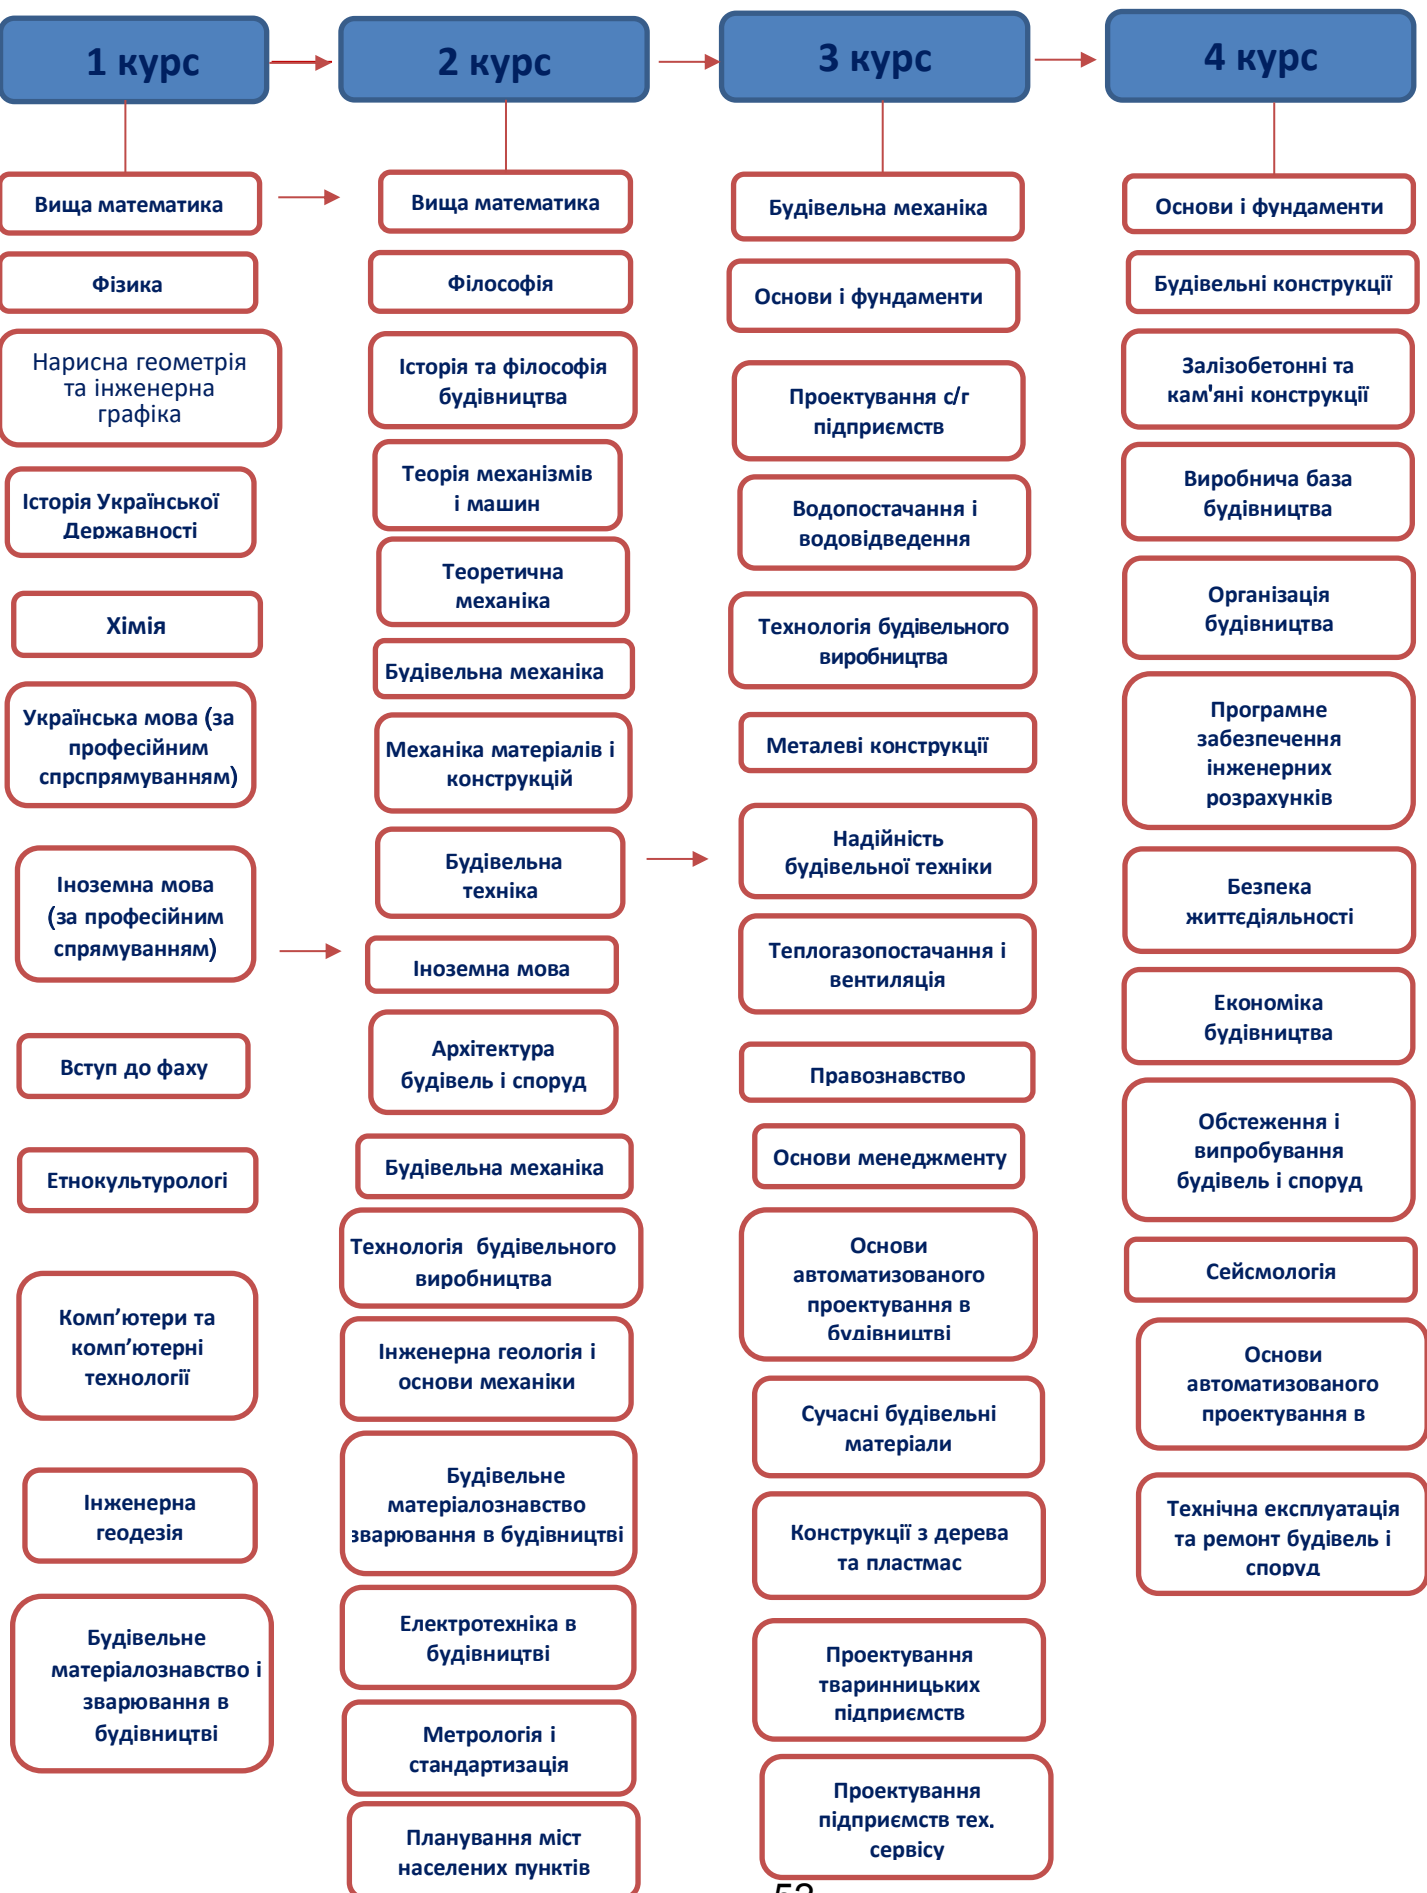 1 курс
2 курс
3 курс
4 курс
Вища математика
Фізика
Нарисна геометрія
та інженерна
графіка
Історія Української
Державності
Хімія
Українська мова (за
професійним
спрспрямуванням)
Іноземна мова
(за професійним
спрямуванням)
Вступ до фаху
Етнокультурологі
Комп’ютери та
комп’ютерні
технології
Інженерна
геодезія
Будівельне
матеріалознавство і
зварювання в
будівництві
Вища математика
Філософія
Історія та філософія
будівництва
Теорія механізмів
і машин
Теоретична
механіка
Будівельна механіка
Механіка матеріалів і
конструкцій
Будівельна
техніка
Іноземна мова
Архітектура
будівель і споруд
Будівельна механіка
Технологія будівельного
виробництва
Інженерна геологія і
основи механіки
Будівельне
матеріалознавство
зварювання в будівництві
Електротехніка в
будівництві
Метрологія і
стандартизація
Планування міст
населених пунктів
Будівельна механіка
Основи і фундаменти
Проектування с/г
підприємств
Водопостачання і
водовідведення
Технологія будівельного
виробництва
Металеві конструкції
Надійність
будівельної техніки
Теплогазопостачання і
вентиляція
Правознавство
Основи менеджменту
Основи
автоматизованого
проектування в
будівництві
Сучасні будівельні
матеріали
Конструкції з дерева
та пластмас
Проектування
тваринницьких
підприємств
Проектування
підприємств тех.
сервісу
Основи і фундаменти
Будівельні конструкції
Залізобетонні та
кам'яні конструкції
Виробнича база
будівництва
Організація
будівництва
Програмне
забезпечення
інженерних
розрахунків
Безпека
життєдіяльності
Економіка
будівництва
Обстеження і
випробування
будівель і споруд
Сейсмологія
Основи
автоматизованого
проектування в
Технічна експлуатація
та ремонт будівель і
споруд